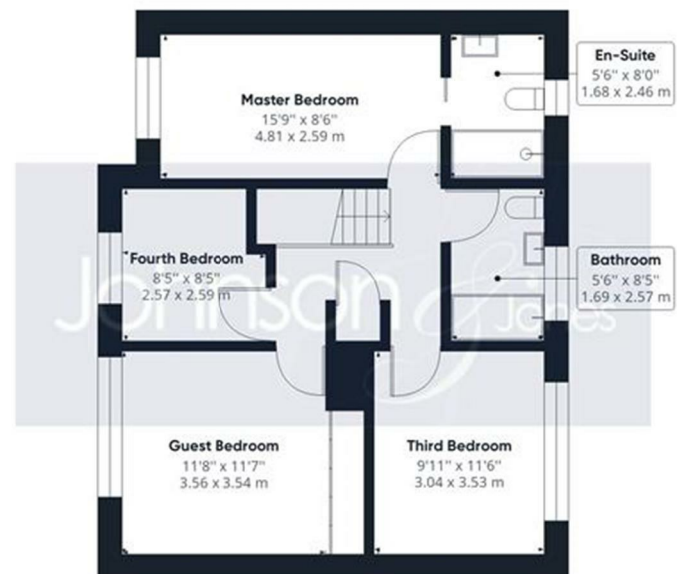 Master Bedroom
15'9" x 8'6"
4.81 x 2.59 m
En-Suite
5'6" x 8'0"
1.68 x 2.46 m
Fourth Bedroom
8'5" x 8'5"
2.57 x 2.59 m
Bathroom
5'6" x 8'5"
1.69 x 2.57 m
Johnson & Jones
Guest Bedroom
11'8" x 11'7"
3.56 x 3.54 m
Third Bedroom
9'11" x 11'6"
3.04 x 3.53 m